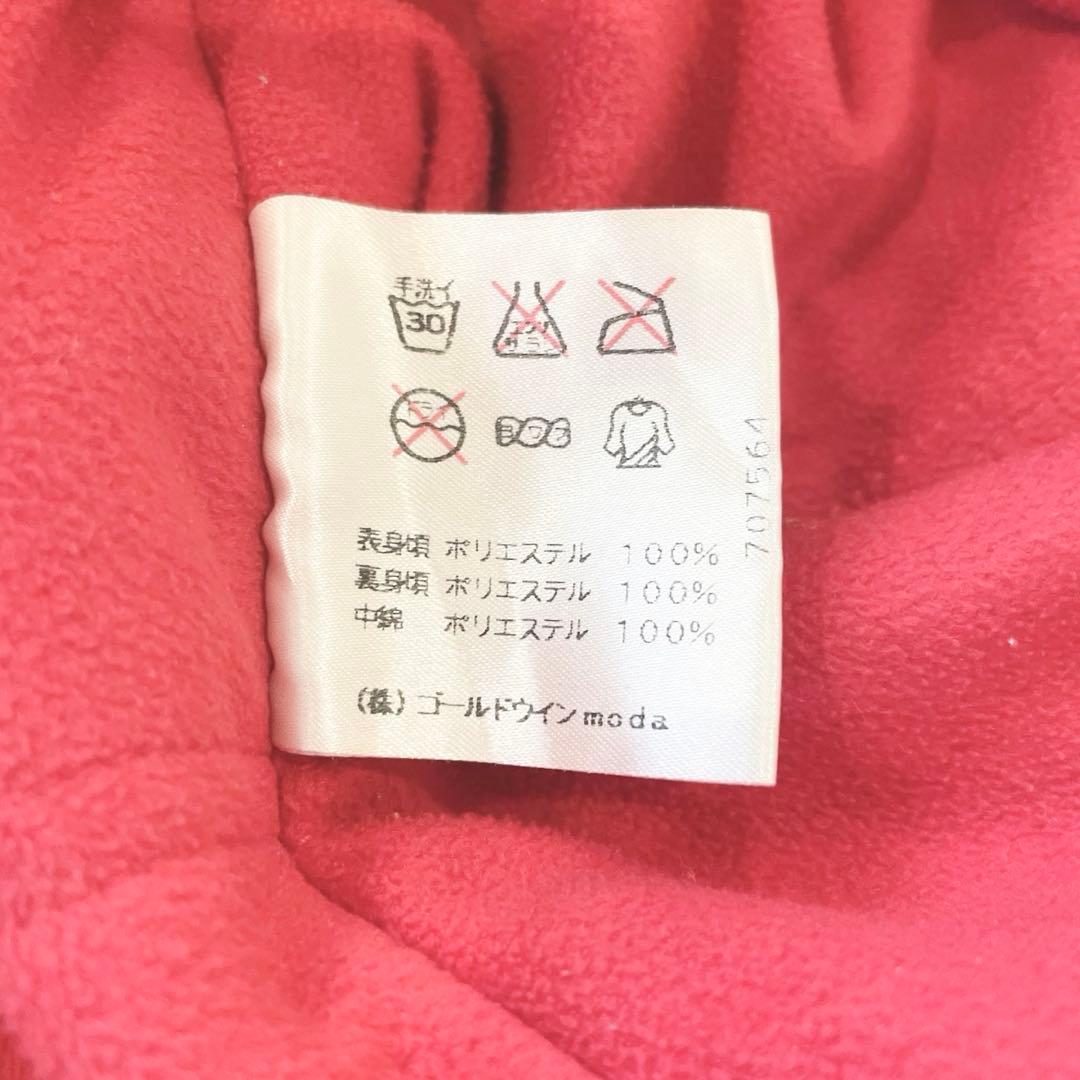 手洗イ
30
エンソ
サラシ
ドライ
ヨワク
表身頃 ポリエステル 100%
裏身頃 ポリエステル 100%
中綿 ポリエステル 100%
(株)ゴールドウインmoda
707564